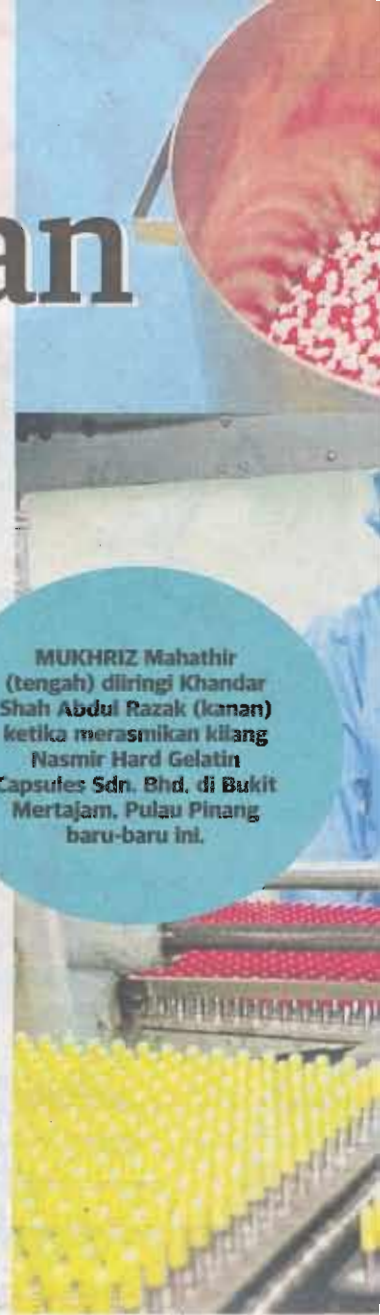 an
MUKHRIZ Mahathir
(tengah) diiringi Khandar
Shah Abdul Razak (kanan)
ketika merasmikan kilang
Nasmir Hard Gelatin
Capsules Sdn. Bhd. di Bukit
Mertajam, Pulau Pinang
baru-baru ini.